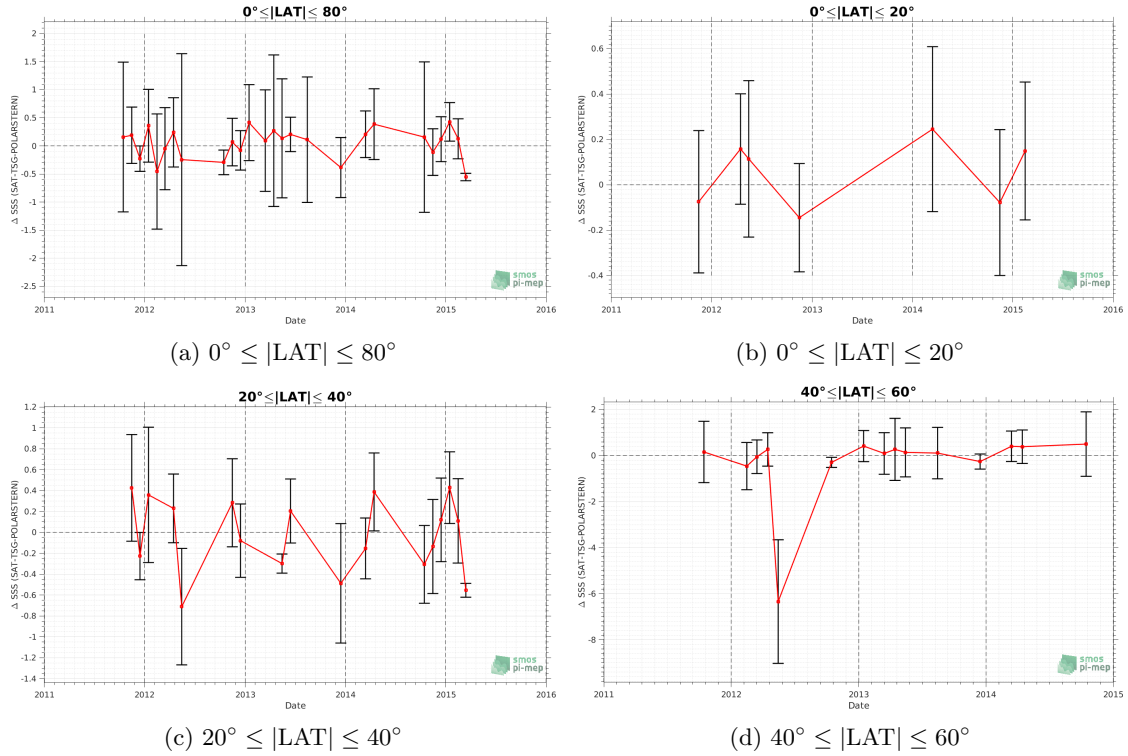 0°≤|LAT|≤ 80°
Δ SSS (SAT-TSG-POLARSTERN)
2
1.5
1
0.5
0
-0.5
-1
-1.5
-2
-2.5
2011
2012
2013
2014
2015
2016
Date
smos
pi-mep
(a) 0° ≤ |LAT| ≤ 80°
0°≤|LAT|≤ 20°
Δ SSS (SAT-TSG-POLARSTERN)
0.6
0.4
0.2
0
-0.2
-0.4
2011
2012
2013
2014
2015
2016
Date
smos
pi-mep
(b) 0° ≤ |LAT| ≤ 20°
20°≤|LAT|≤ 40°
Δ SSS (SAT-TSG-POLARSTERN)
1.2
1
0.8
0.6
0.4
0.2
0
-0.2
-0.4
-0.6
-0.8
-1
-1.2
-1.4
2011
2012
2013
2014
2015
2016
Date
smos
pi-mep
(c) 20° ≤ |LAT| ≤ 40°
40°≤|LAT|≤ 60°
Δ SSS (SAT-TSG-POLARSTERN)
2
0
-2
-4
-6
-8
2011
2012
2013
2014
2015
Date
smos
pi-mep
(d) 40° ≤ |LAT| ≤ 60°